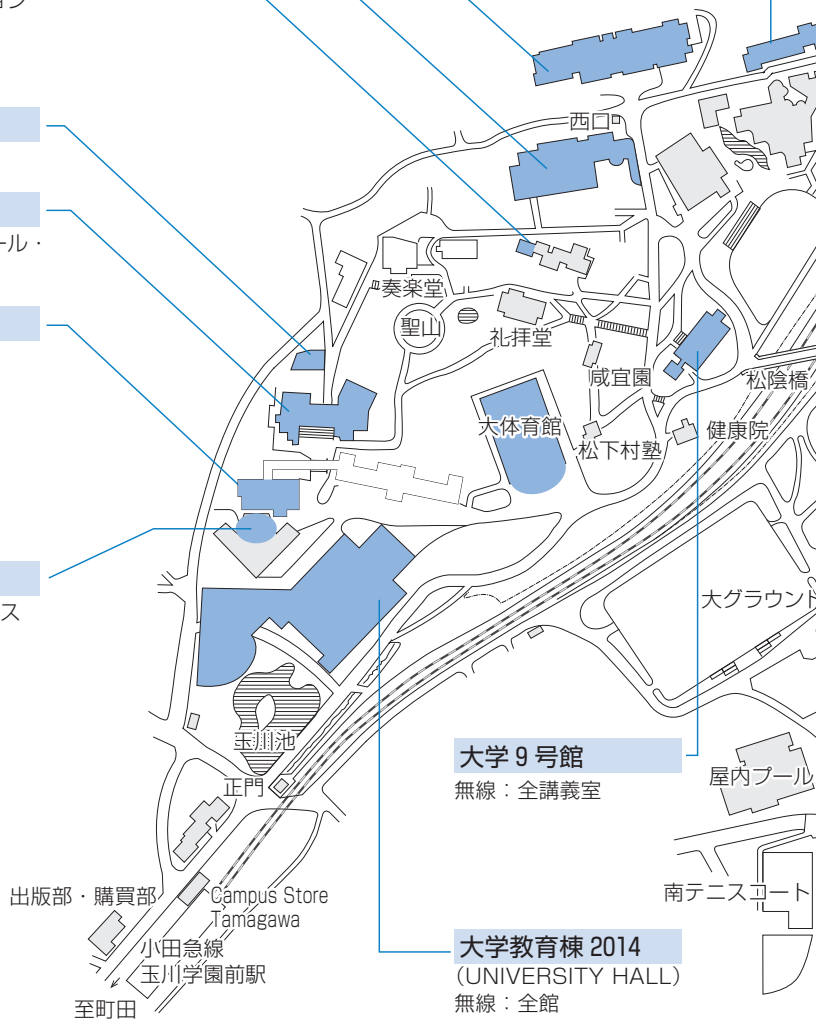 ョン
西口
ール・
奏楽堂
聖山
礼拝堂
咸宜園
松陰橋
大体育館
松下村塾
健康院
ス
大グラウンド
玉川池
大学 9 号館
無線：全講義室
正門
屋内プール
出版部・購買部
Campus Store
Tamagawa
南テニスコート
小田急線
玉川学園前駅
至町田
大学教育棟 2014
(UNIVERSITY HALL)
無線：全館